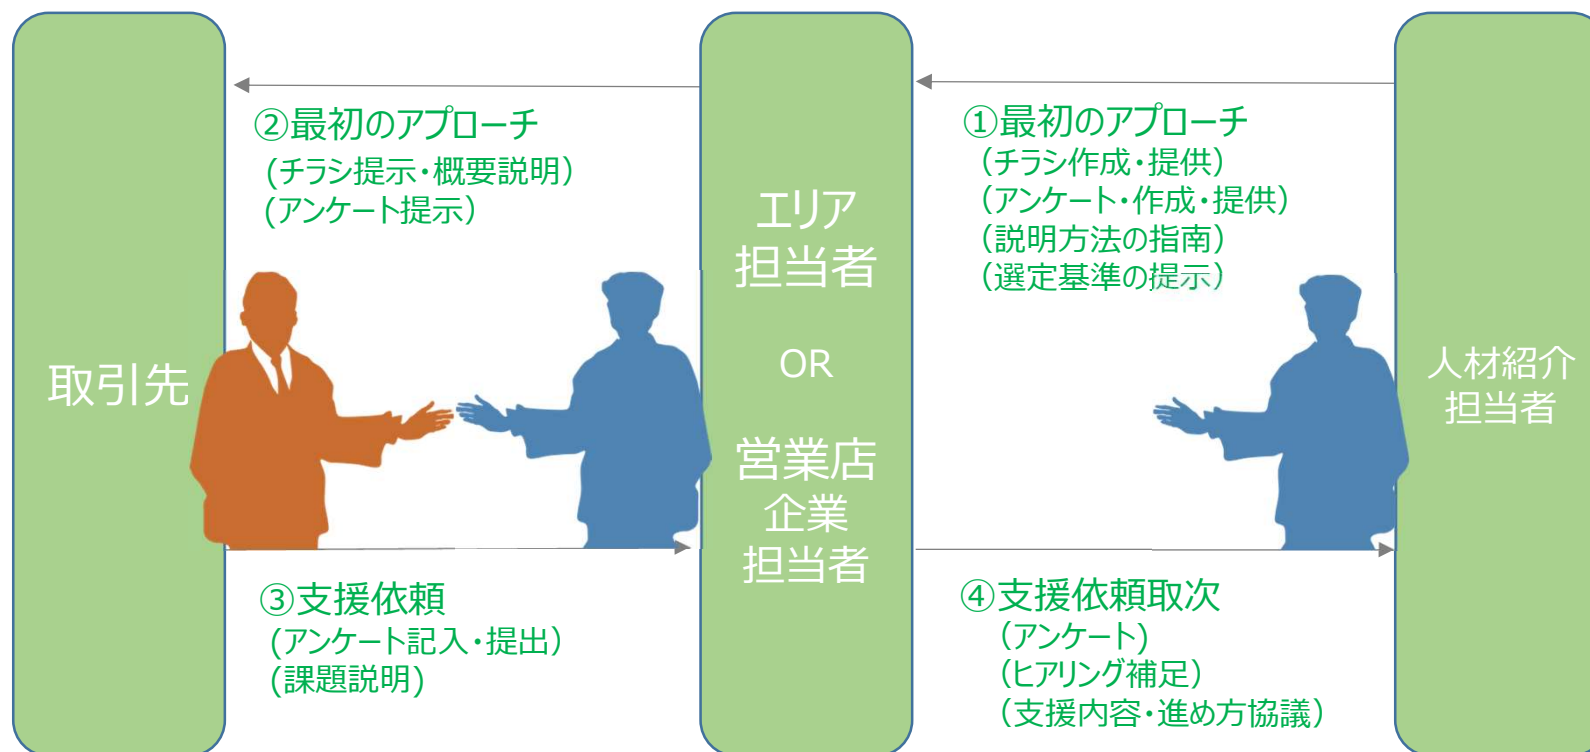 取引先
②最初のアプローチ
(チラシ提示・概要説明)
(アンケート提示)
③支援依頼
(アンケート記入・提出)
(課題説明)
エリア
担当者
OR
営業店
企業
担当者
①最初のアプローチ
(チラシ作成・提供)
(アンケート・作成・提供)
(説明方法の指南)
(選定基準の提示)
④支援依頼取次
(アンケート)
(ヒアリング補足)
(支援内容・進め方協議)
人材紹介
担当者